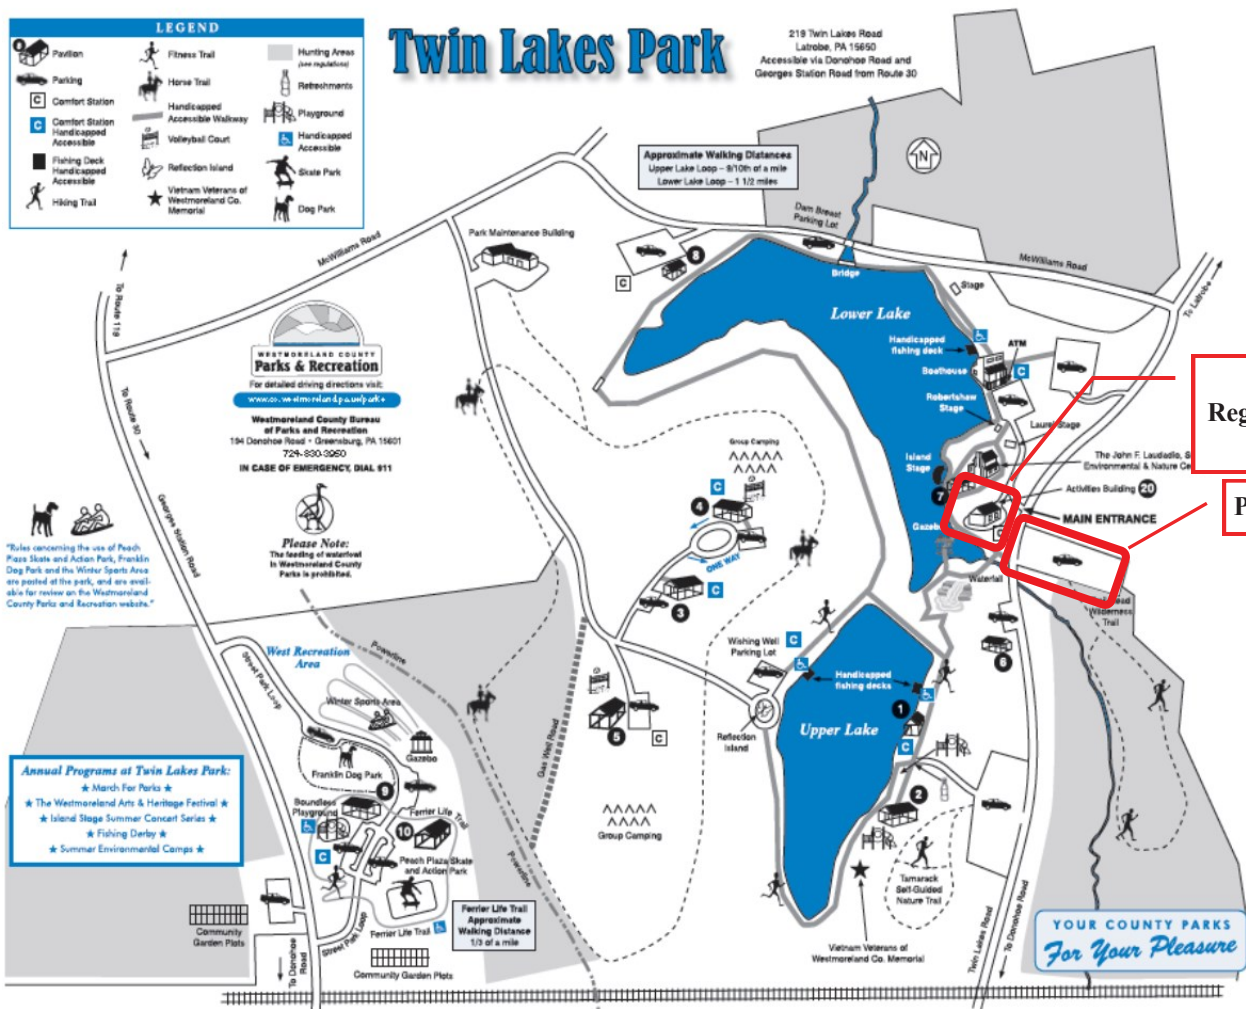 LEGEND
Pavilion
Parking
C Comfort Station
C Comfort Station
Handicapped
Accessible
Fishing Deck
Handicapped
Accessible
Hiking Trail
Fitness Trail
Horse Trail
Handicapped
Accessible Walkway
Volleyball Court
Reflection Island
Vietnam Veterans of
Westmoreland Co.
Memorial
Hunting Areas
(see regulations)
Refreshments
Playground
Handicapped
Accessible
Skate Park
Dog Park
Twin Lakes Park
219 Twin Lakes Road
Latrobe, PA 15650
Accessible via Donohoe Road and
Georges Station Road from Route 30
Approximate Walking Distances
Upper Lake Loop – 8/10th of a mile
Lower Lake Loop – 1 1/2 miles
N
Dam Breast
Parking Lot
McWilliams Road
Park Maintenance Building
8
C
Bridge
McWilliams Road
To Latrobe
To Route 119
Stage
Lower Lake
Handicapped
fishing deck
ATM
Boathouse
C
Robertshaw
Stage
Laurel Stage
Reg
WESTMORELAND COUNTY
Parks & Recreation
For detailed driving directions visit:
www.co.westmoreland.pa.us/parks
Westmoreland County Bureau
of Parks and Recreation
194 Donohoe Road • Greensburg, PA 15601
724-830-3950
IN CASE OF EMERGENCY, DIAL 911
To Route 30
Group Camping
C
4
ONE WAY
3
C
Island
Stage
7
The John F. Laudadio, S
Environmental & Nature Ce
Activities Building 20
P
Gazebo
MAIN ENTRANCE
C
Waterfall
Wilderness
Trail
Georges Station Road
Please Note:
The feeding of waterfowl
in Westmoreland County
Parks is prohibited.
"Rules concerning the use of Peach
Plaza Skate and Action Park, Franklin
Dog Park and the Winter Sports Area
are posted at the park, and are avail-
able for review on the Westmoreland
County Parks and Recreation website."
Wishing Well
Parking Lot
C
6
Handicapped
fishing decks
1
C
Upper Lake
Reflection
Island
5
C
Gas Well Road
Powerline
West Recreation
Area
Street Park Loop
Winter Sports Area
Gazebo
Franklin Dog Park
9
Boundless
Playground
C
10
Ferrier Life Trail
Peach Plaza Skate
and Action Park
Annual Programs at Twin Lakes Park:
★ March For Parks ★
★ The Westmoreland Arts & Heritage Festival ★
★ Island Stage Summer Concert Series ★
★ Fishing Derby ★
★ Summer Environmental Camps ★
Group Camping
2
Powerline
Tamarack
Self-Guided
Nature Trail
Ferrier Life Trail
Approximate
Walking Distance
1/3 of a mile
Community
Garden Plots
Street Park Loop
Ferrier Life Trail
Community Garden Plots
To Donohoe
Road
Vietnam Veterans of
Westmoreland Co. Memorial
Twin Lakes Road
To Donohoe Road
YOUR COUNTY PARKS
For Your Pleasure